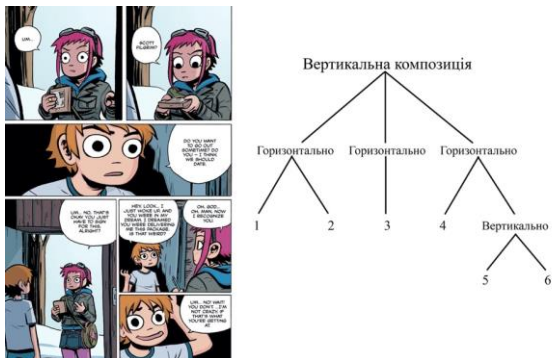 UM...
SCOTT
PILGRIM?
DO YOU WANT
TO GO OUT
SOMETIME? DO
YOU – I THINK
WE SHOULD
DATE.
UM... NO, THAT'S
OKAY YOU JUST
HAVE TO SIGN
FOR THIS,
ALRIGHT?
HEY, LOOK... I
JUST WOKE UP, AND
YOU WERE IN MY
DREAM. I DREAMED
YOU WERE DELIVERING
ME THIS PACKAGE.
IS THAT WEIRD?
OH, GOD...
OH, MAN, NOW
I RECOGNIZE
YOU.
UM... NO! WAIT!
YOU DON'T... I'M
NOT CRAZY IF
THAT'S WHAT
YOU'RE GETTING
AT.
Вертикальна композиція
Горизонтально Горизонтально Горизонтально
1 2 3 4 Вертикально
5 6